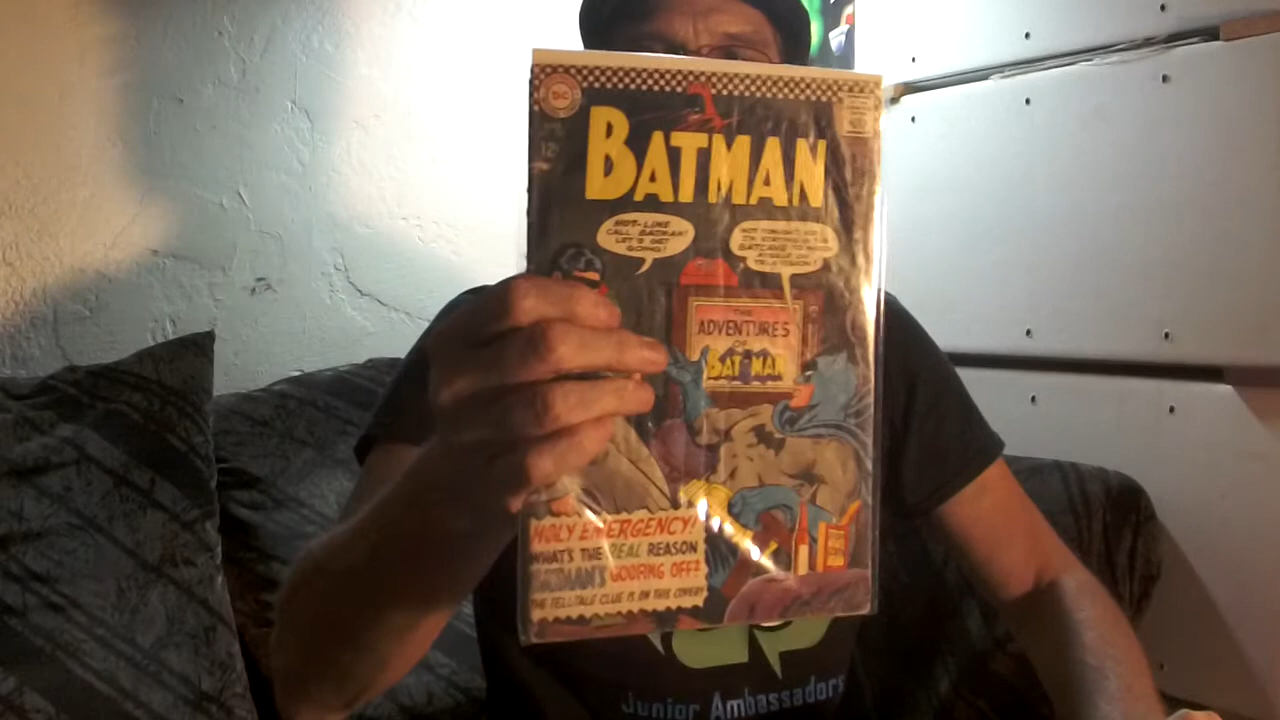 DC
12¢
BATMAN
HOT-LINE
CALL, BATMAN!
LET'S GET
GOING!
THE
ADVENTURES
OF
BATMAN
HOLY EMERGENCY!
WHAT'S THE REAL REASON
BATMAN'S GOOFING OFF?
THE TELLTALE CLUE IS ON THIS COVER!
Junior Ambassadors